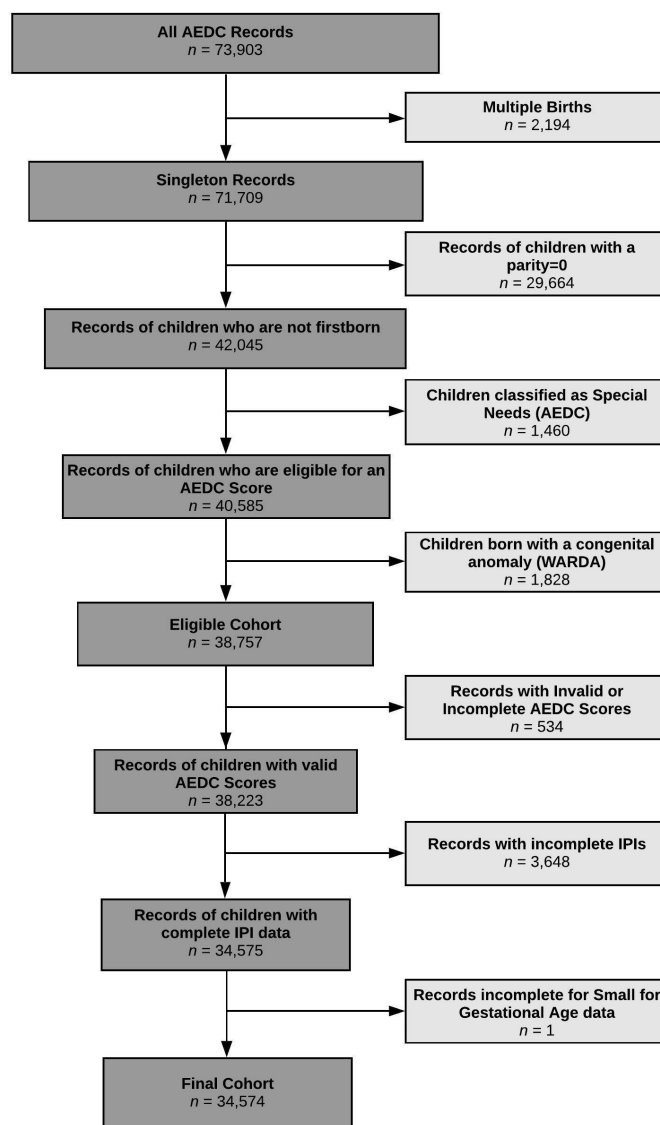 All AEDC Records
n = 73,903
Multiple Births
n = 2,194
Singleton Records
n = 71,709
Records of children with a
parity=0
n = 29,664
Records of children who are not firstborn
n = 42,045
Children classified as Special
Needs (AEDC)
n = 1,460
Records of children who are eligible for an
AEDC Score
n = 40,585
Children born with a congenital
anomaly (WARDA)
n = 1,828
Eligible Cohort
n = 38,757
Records with Invalid or
Incomplete AEDC Scores
n = 534
Records of children with valid
AEDC Scores
n = 38,223
Records with incomplete IPIs
n = 3,648
Records of children with
complete IPI data
n = 34,575
Records incomplete for Small for
Gestational Age data
n = 1
Final Cohort
n = 34,574